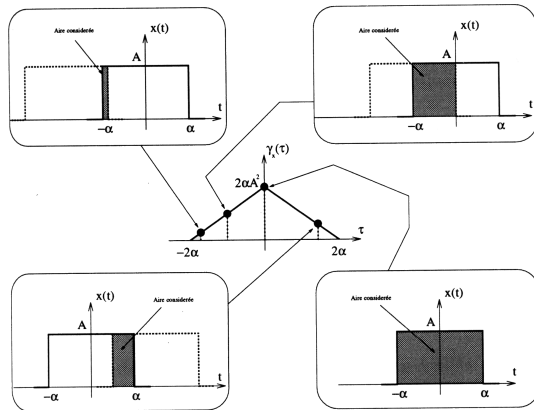 x(t)
Aire considérée
A
t
−α
α
x(t)
Aire considérée
A
t
−α
α
γx(τ)
2αA²
τ
−2α
2α
x(t)
Aire considérée
A
t
−α
α
x(t)
Aire considérée
A
t
−α
α